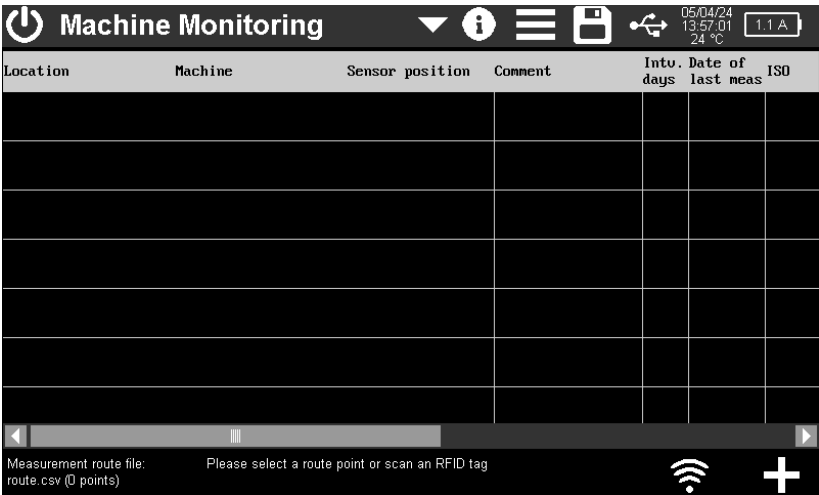 Machine Monitoring
05/04/24
13:57:01
24 °C
1.1 A
Location Machine Sensor position Comment Intv. days Date of last meas ISO
Measurement route file: Please select a route point or scan an RFID tag
route.csv (0 points)